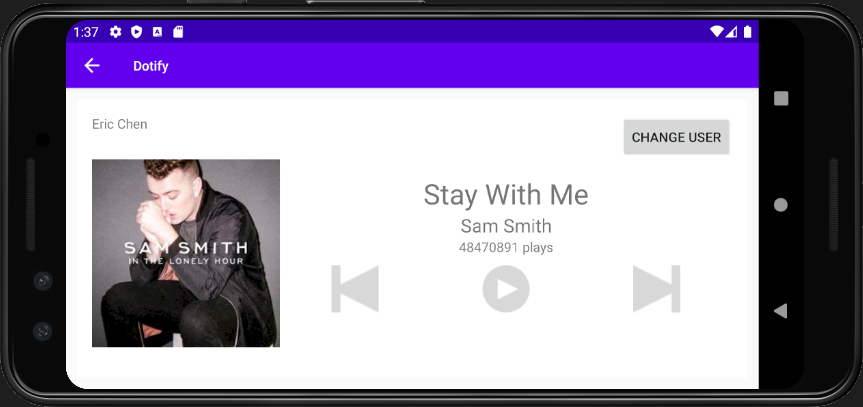 1:37
Dotify
Eric Chen
CHANGE USER
SAM SMITH
IN THE LONELY HOUR
Stay With Me
Sam Smith
48470891 plays